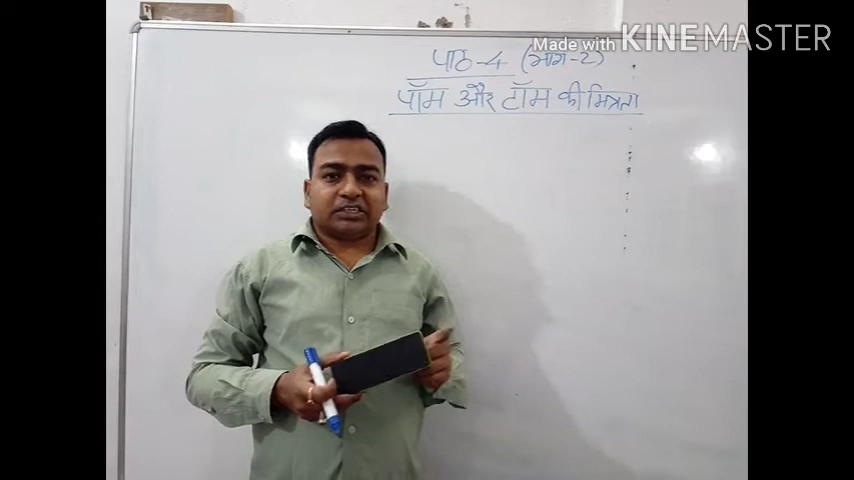 Made with KINEMASTER
पाठ-4 (भाग-2)
पॉम और टॉम की मित्रता